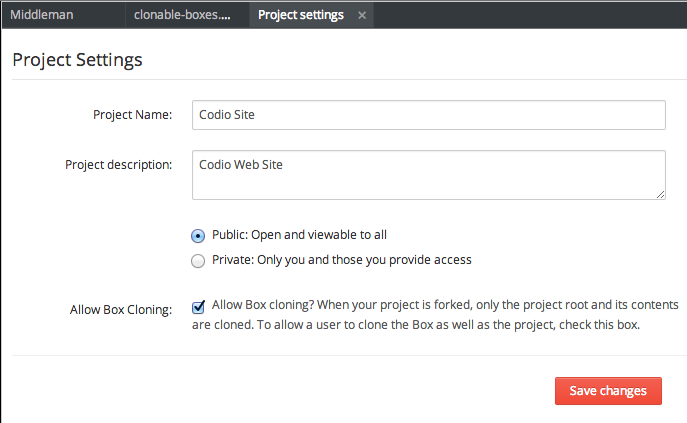 Middleman
clonable-boxes....
Project settings ×
Project Settings
Project Name:
Codio Site
Project description:
Codio Web Site
Public: Open and viewable to all
Private: Only you and those you provide access
Allow Box Cloning:
Allow Box cloning? When your project is forked, only the project root and its contents
are cloned. To allow a user to clone the Box as well as the project, check this box.
Save changes